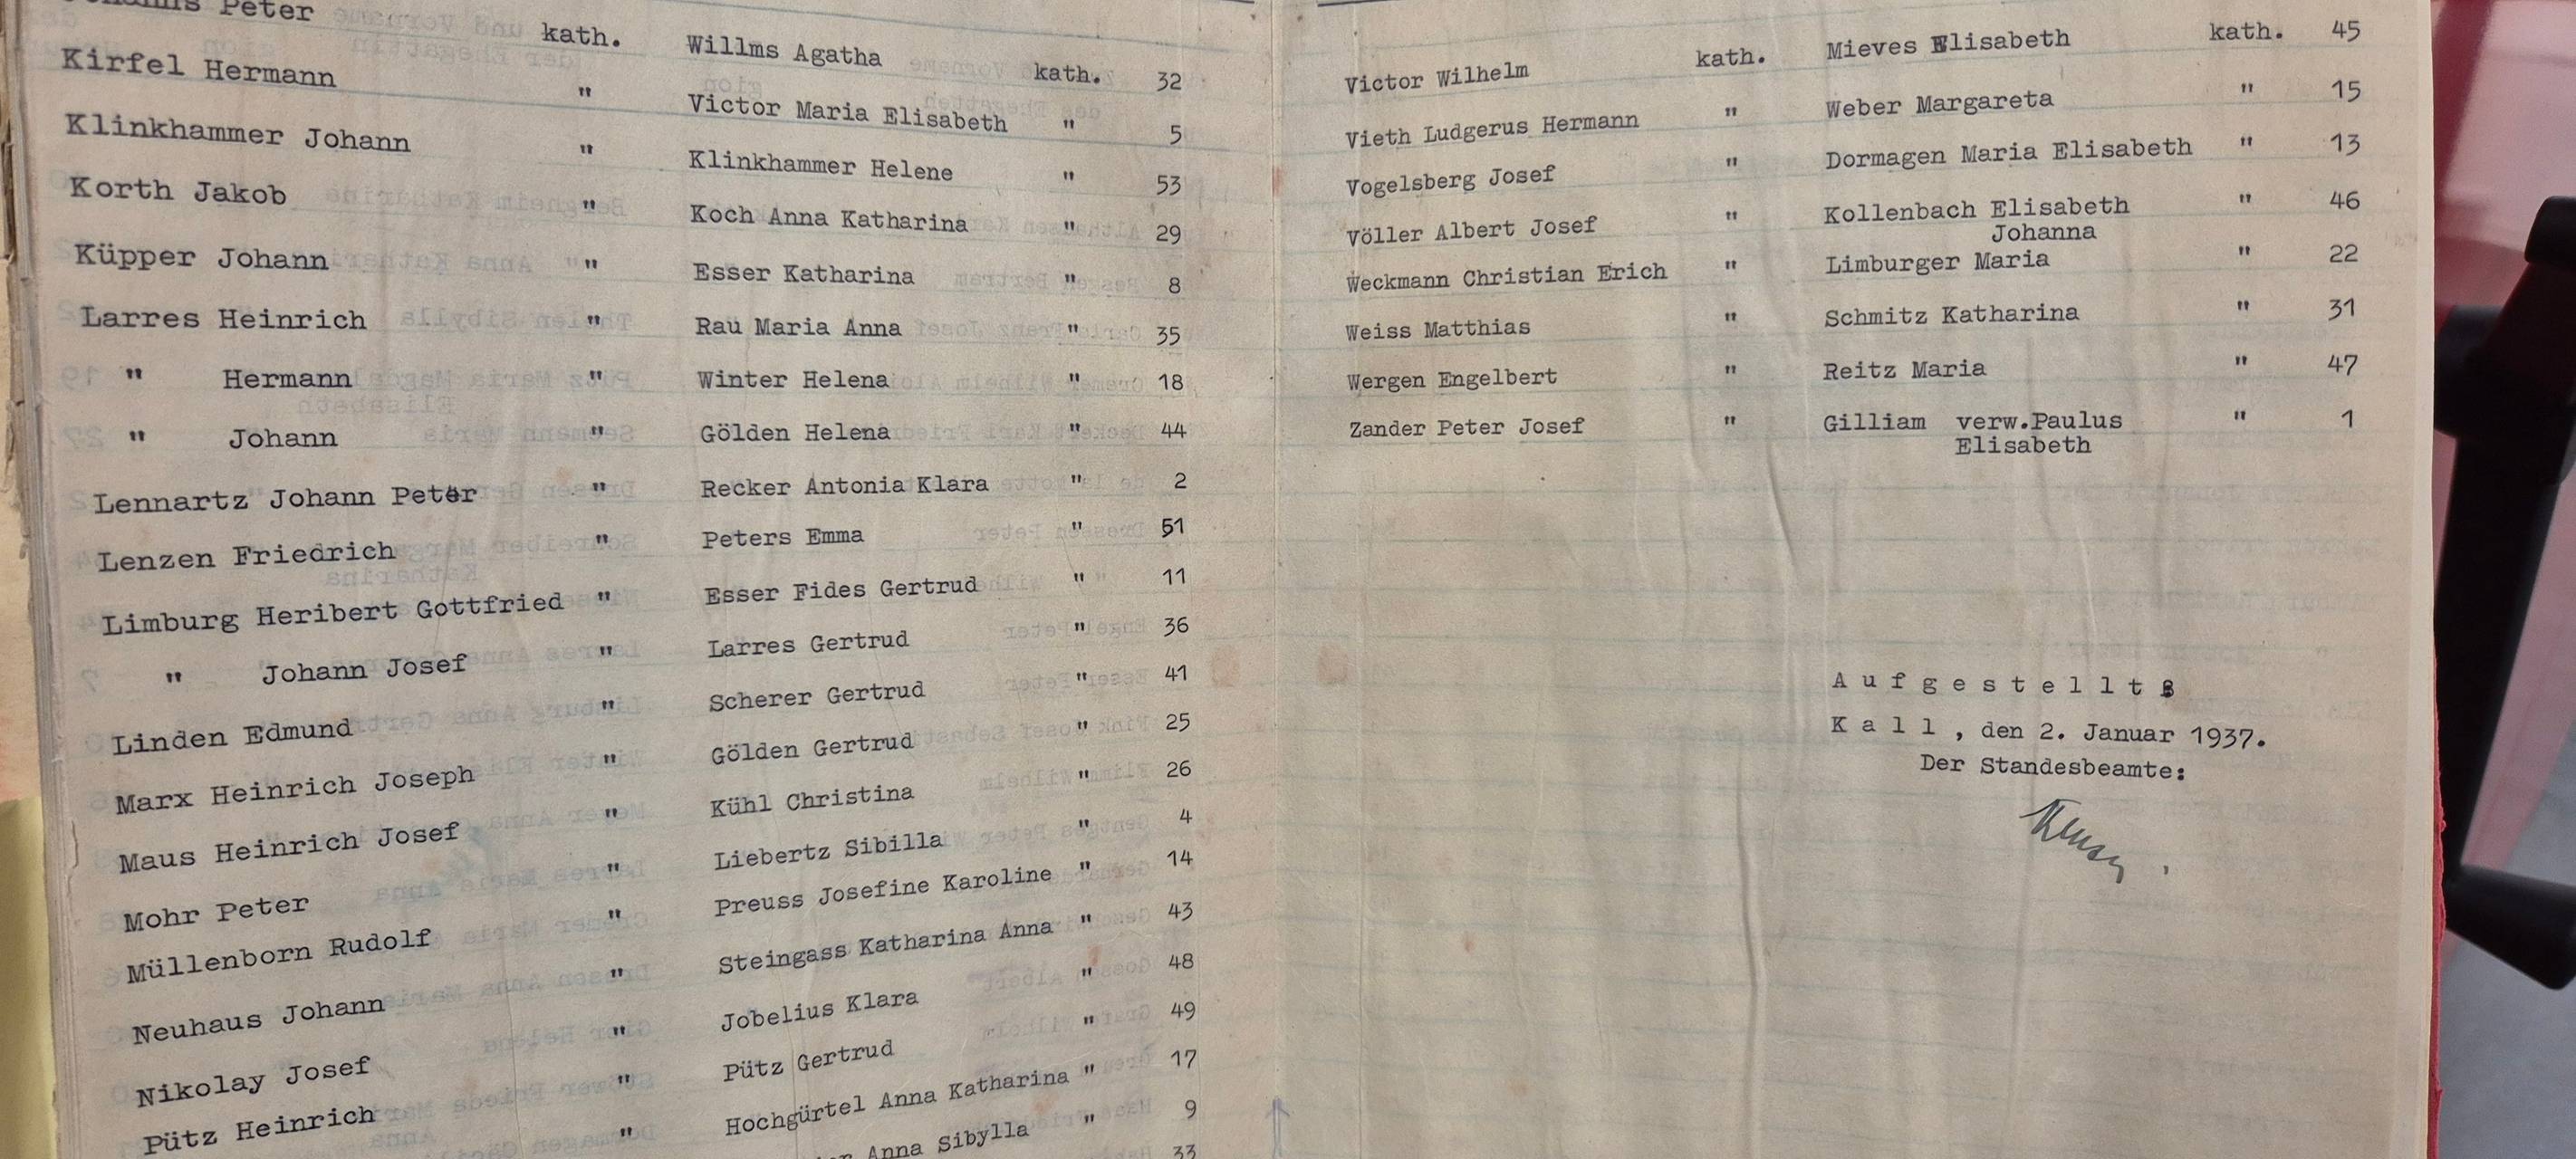 Peter kath. Willms Agatha kath. 32
Kirfel Hermann " Victor Maria Elisabeth " 5
Klinkhammer Johann " Klinkhammer Helene " 53
Korth Jakob " Koch Anna Katharina " 29
Küpper Johann " Esser Katharina " 8
Larres Heinrich " Rau Maria Anna " 35
" Hermann " Winter Helena " 18
" Johann " Gölden Helena " 44
Lennartz Johann Peter " Recker Antonia Klara " 2
Lenzen Friedrich " Peters Emma " 51
Limburg Heribert Gottfried " Esser Fides Gertrud " 11
" Johann Josef " Larres Gertrud " 36
Linden Edmund " Scherer Gertrud " 41
Marx Heinrich Joseph " Gölden Gertrud " 25
Maus Heinrich Josef " Kühl Christina " 26
Mohr Peter " Liebertz Sibilla " 4
Müllenborn Rudolf " Preuss Josefine Karoline " 14
Neuhaus Johann " Steingass Katharina Anna " 43
Nikolay Josef " Jobelius Klara " 48
Pütz Heinrich " Pütz Gertrud " 49
" Hochgürtel Anna Katharina " 17
Anna Sibylla " 9
33
Victor Wilhelm kath. Mieves Elisabeth kath. 45
Vieth Ludgerus Hermann " Weber Margareta " 15
Vogelsberg Josef " Dormagen Maria Elisabeth " 13
Völler Albert Josef " Kollenbach Elisabeth " 46
Johanna
Weckmann Christian Erich " Limburger Maria " 22
Weiss Matthias " Schmitz Katharina " 31
Wergen Engelbert " Reitz Maria " 47
Zander Peter Josef " Gilliam verw.Paulus " 1
Elisabeth
A u f g e s t e l l t :
K a l l , den 2. Januar 1937.
Der Standesbeamte: